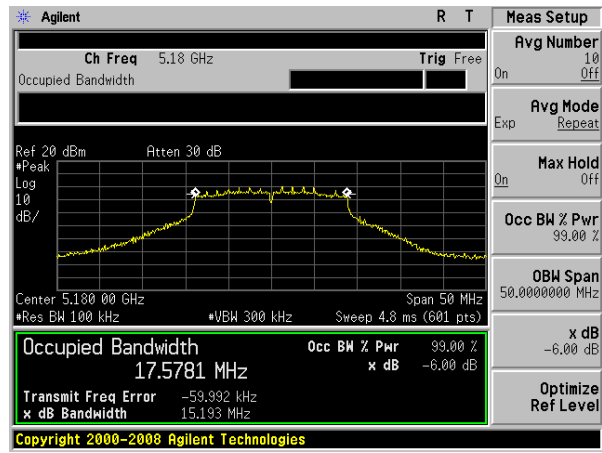 Agilent R T Meas Setup
Ch Freq 5.18 GHz Trig Free
Occupied Bandwidth
Avg Number
10
On Off
Avg Mode
Exp Repeat
Max Hold
On Off
Occ BW % Pwr
99.00 %
OBW Span
50.0000000 MHz
x dB
-6.00 dB
Optimize
Ref Level
Ref 20 dBm Atten 30 dB
#Peak
Log
10
dB/
Center 5.180 00 GHz Span 50 MHz
#Res BW 100 kHz #VBW 300 kHz Sweep 4.8 ms (601 pts)
Occupied Bandwidth Occ BW % Pwr 99.00 %
17.5781 MHz x dB -6.00 dB
Transmit Freq Error -59.992 kHz
x dB Bandwidth 15.193 MHz
Copyright 2000-2008 Agilent Technologies